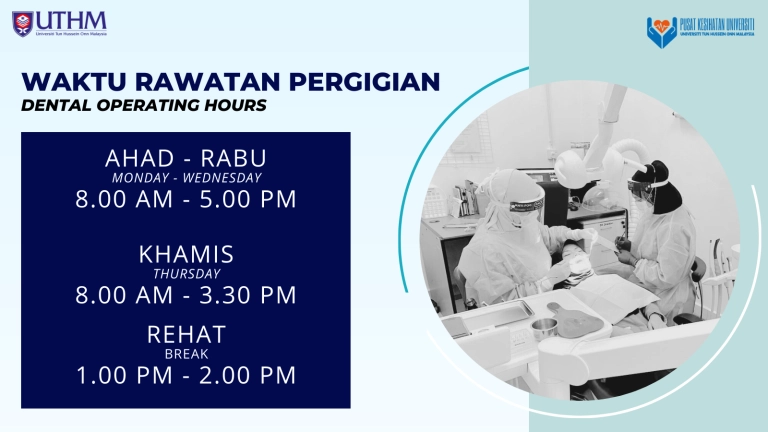 UTHM
Universiti Tun Hussein Onn Malaysia
PUSAT KESIHATAN UNIVERSITI
UNIVERSITI TUN HUSSEIN ONN MALAYSIA
WAKTU RAWATAN PERGIGIAN
DENTAL OPERATING HOURS
AHAD - RABU
MONDAY - WEDNESDAY
8.00 AM - 5.00 PM
KHAMIS
THURSDAY
8.00 AM - 3.30 PM
REHAT
BREAK
1.00 PM - 2.00 PM